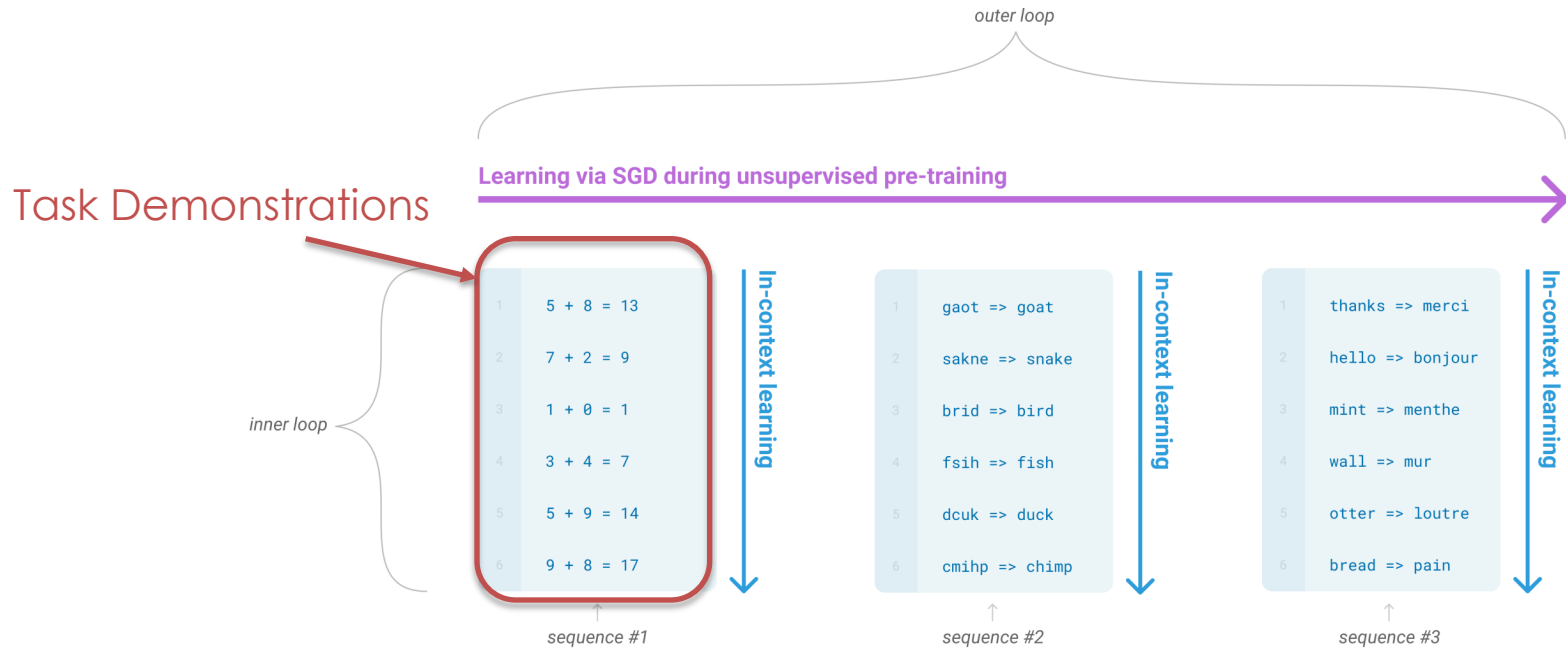 outer loop
Learning via SGD during unsupervised pre-training
Task Demonstrations
inner loop
1 5 + 8 = 13
2 7 + 2 = 9
3 1 + 0 = 1
4 3 + 4 = 7
5 5 + 9 = 14
6 9 + 8 = 17
In-context learning
sequence #1
1 gaot => goat
2 sakne => snake
3 brid => bird
4 fsih => fish
5 dcuk => duck
6 cmihp => chimp
In-context learning
sequence #2
1 thanks => merci
2 hello => bonjour
3 mint => menthe
4 wall => mur
5 otter => loutre
6 bread => pain
In-context learning
sequence #3